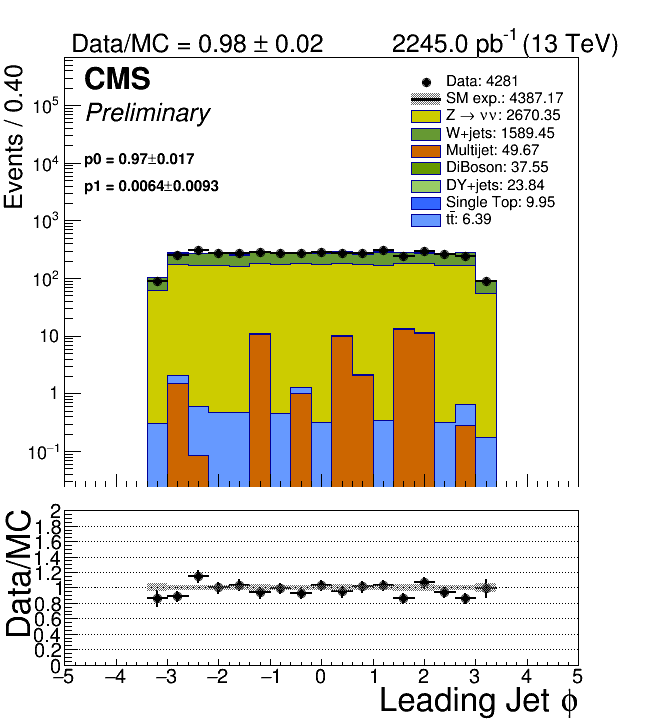 Data/MC = 0.98 ± 0.02 2245.0 pb⁻¹ (13 TeV)
CMS
Preliminary
p0 = 0.97±0.017
p1 = 0.0064±0.0093
Data: 4281
SM exp.: 4387.17
Z → νν: 2670.35
W+jets: 1589.45
Multijet: 49.67
DiBoson: 37.55
DY+jets: 23.84
Single Top: 9.95
tt̄: 6.39
Events / 0.40
10⁵
10⁴
10³
10²
10
1
10⁻¹
Data/MC
2
1.8
1.6
1.4
1.2
1
0.8
0.6
0.4
0.2
0
−5 −4 −3 −2 −1 0 1 2 3 4 5
Leading Jet ϕ